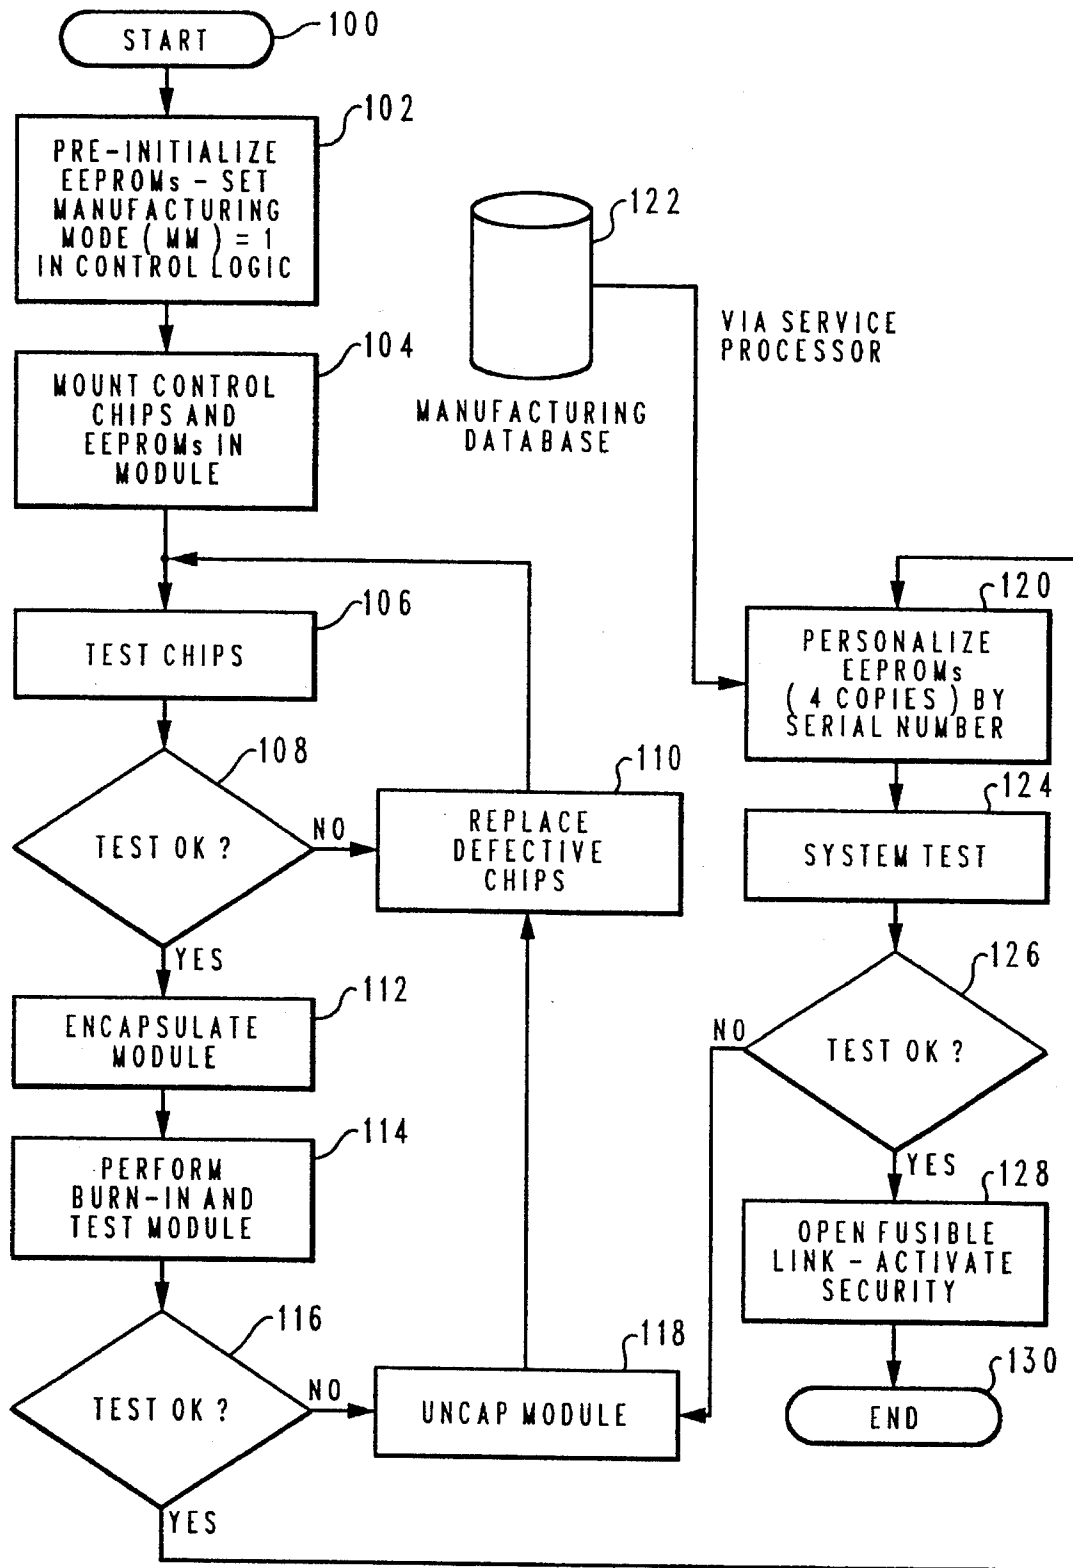 START
100
102
PRE-INITIALIZE
EEPROMs - SET
MANUFACTURING
MODE ( MM ) = 1
IN CONTROL LOGIC
104
MOUNT CONTROL
CHIPS AND
EEPROMs IN
MODULE
106
TEST CHIPS
108
TEST OK ?
NO
YES
110
REPLACE
DEFECTIVE
CHIPS
112
ENCAPSULATE
MODULE
114
PERFORM
BURN-IN AND
TEST MODULE
116
TEST OK ?
NO
YES
118
UNCAP MODULE
122
MANUFACTURING
DATABASE
VIA SERVICE
PROCESSOR
120
PERSONALIZE
EEPROMs
( 4 COPIES ) BY
SERIAL NUMBER
124
SYSTEM TEST
126
TEST OK ?
NO
YES
128
OPEN FUSIBLE
LINK - ACTIVATE
SECURITY
130
END